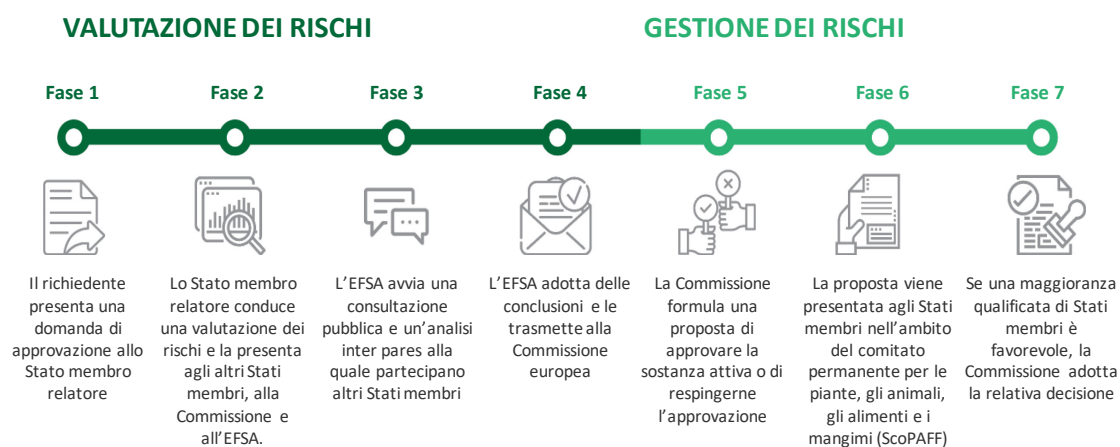 VALUTAZIONE DEI RISCHI
GESTIONE DEI RISCHI
Fase 1
Fase 2
Fase 3
Fase 4
Fase 5
Fase 6
Fase 7
Il richiedente
presenta una
domanda di
approvazione allo
Stato membro
relatore
Lo Stato membro
relatore conduce
una valutazione dei
rischi e la presenta
agli altri Stati
membri, alla
Commissione e
all'EFSA.
L'EFSA avvia una
consultazione
pubblica e un'analisi
inter pares alla
quale partecipano
altri Stati membri
L'EFSA adotta delle
conclusioni e le
trasmette alla
Commissione
europea
La Commissione
formula una
proposta di
approvare la
sostanza attiva o di
respingerne
l'approvazione
La proposta viene
presentata agli Stati
membri nell'ambito
del comitato
permanente per le
piante, gli animali,
gli alimenti e i
mangimi (ScoPAFF)
Se una maggioranza
qualificata di Stati
membri è
favorevole, la
Commissione adotta
la relativa decisione